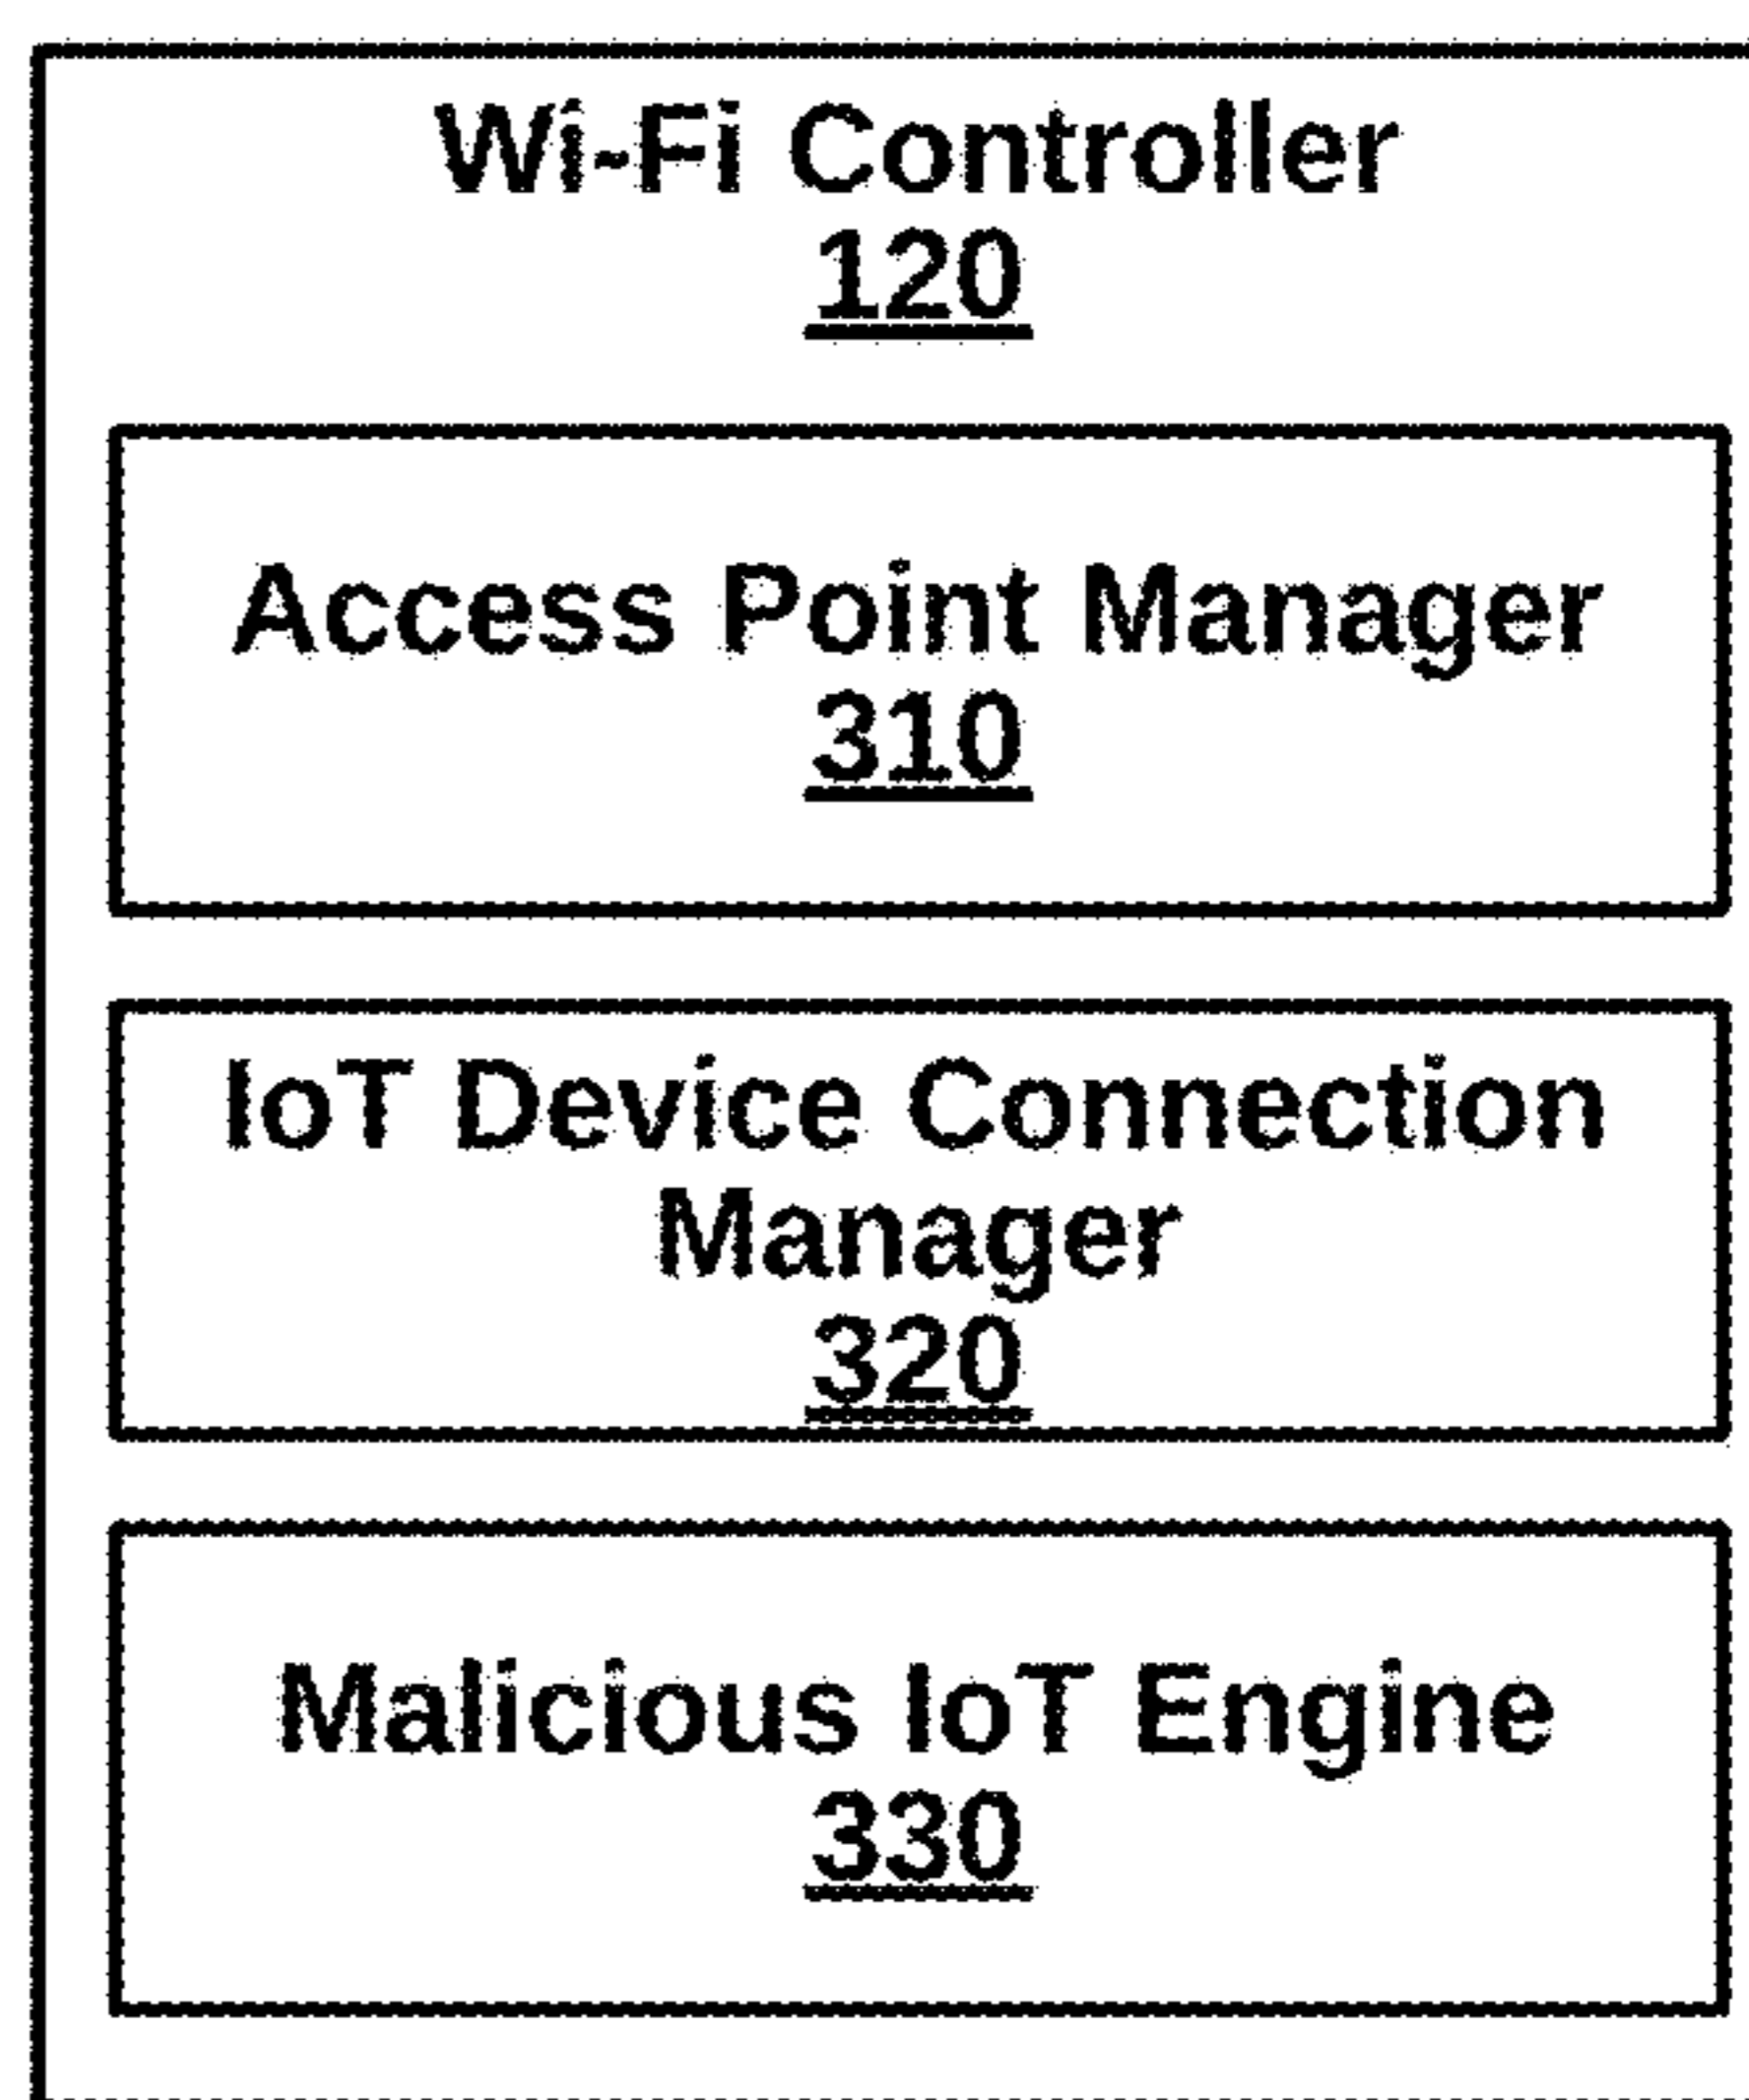 Wi-Fi Controller
120
Access Point Manager
310
IoT Device Connection
Manager
320
Malicious IoT Engine
330